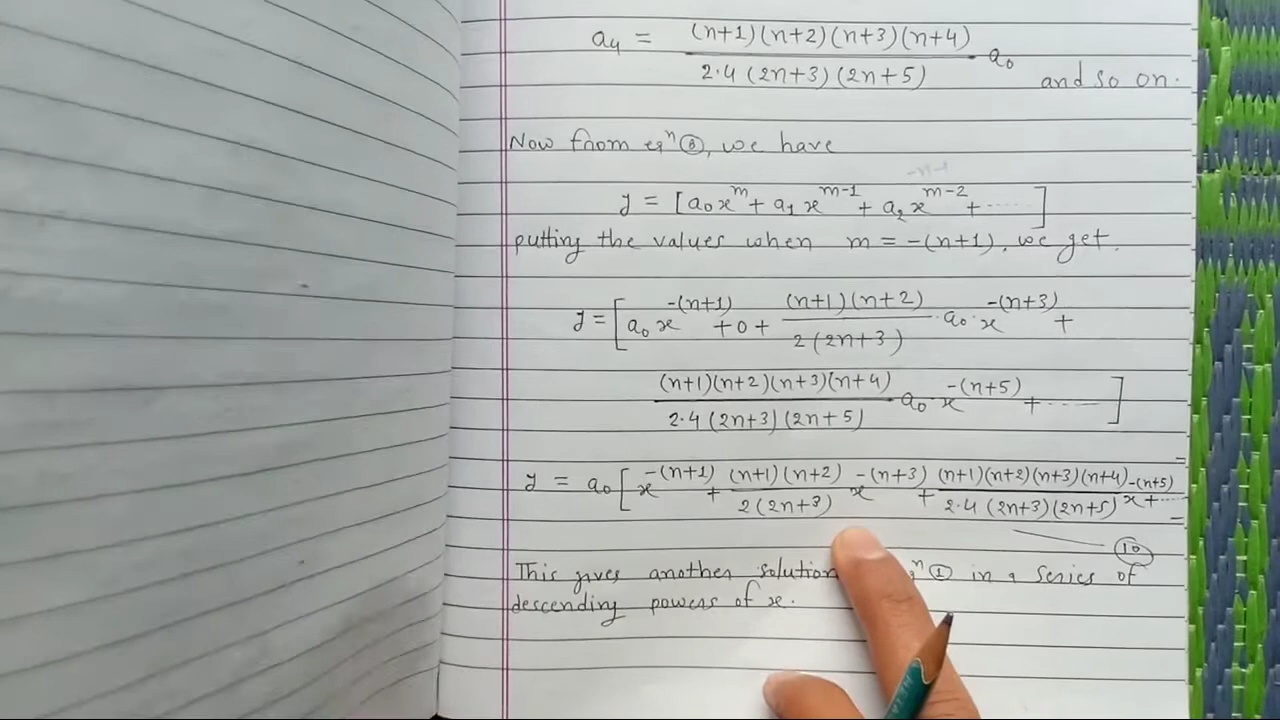 a₄ = (n+1)(n+2)(n+3)(n+4) / 2·4(2n+3)(2n+5) a₀ and so on.
Now from eqⁿ ③, we have
y = [a₀x^m + a₁x^(m-1) + a₂x^(m-2) + ......]
putting the values when m = -(n+1), we get.
y = [a₀x^-(n+1) + 0 + (n+1)(n+2) / 2(2n+3) · a₀ · x^-(n+3) +
(n+1)(n+2)(n+3)(n+4) / 2·4(2n+3)(2n+5) a₀ x^-(n+5) + ......]
y = a₀[x^-(n+1) + (n+1)(n+2) / 2(2n+3) x^-(n+3) + (n+1)(n+2)(n+3)(n+4) / 2·4(2n+3)(2n+5) x^-(n+5) + ......
— ⑩
This gives another solution ⁿ ① in a series of
descending powers of x.